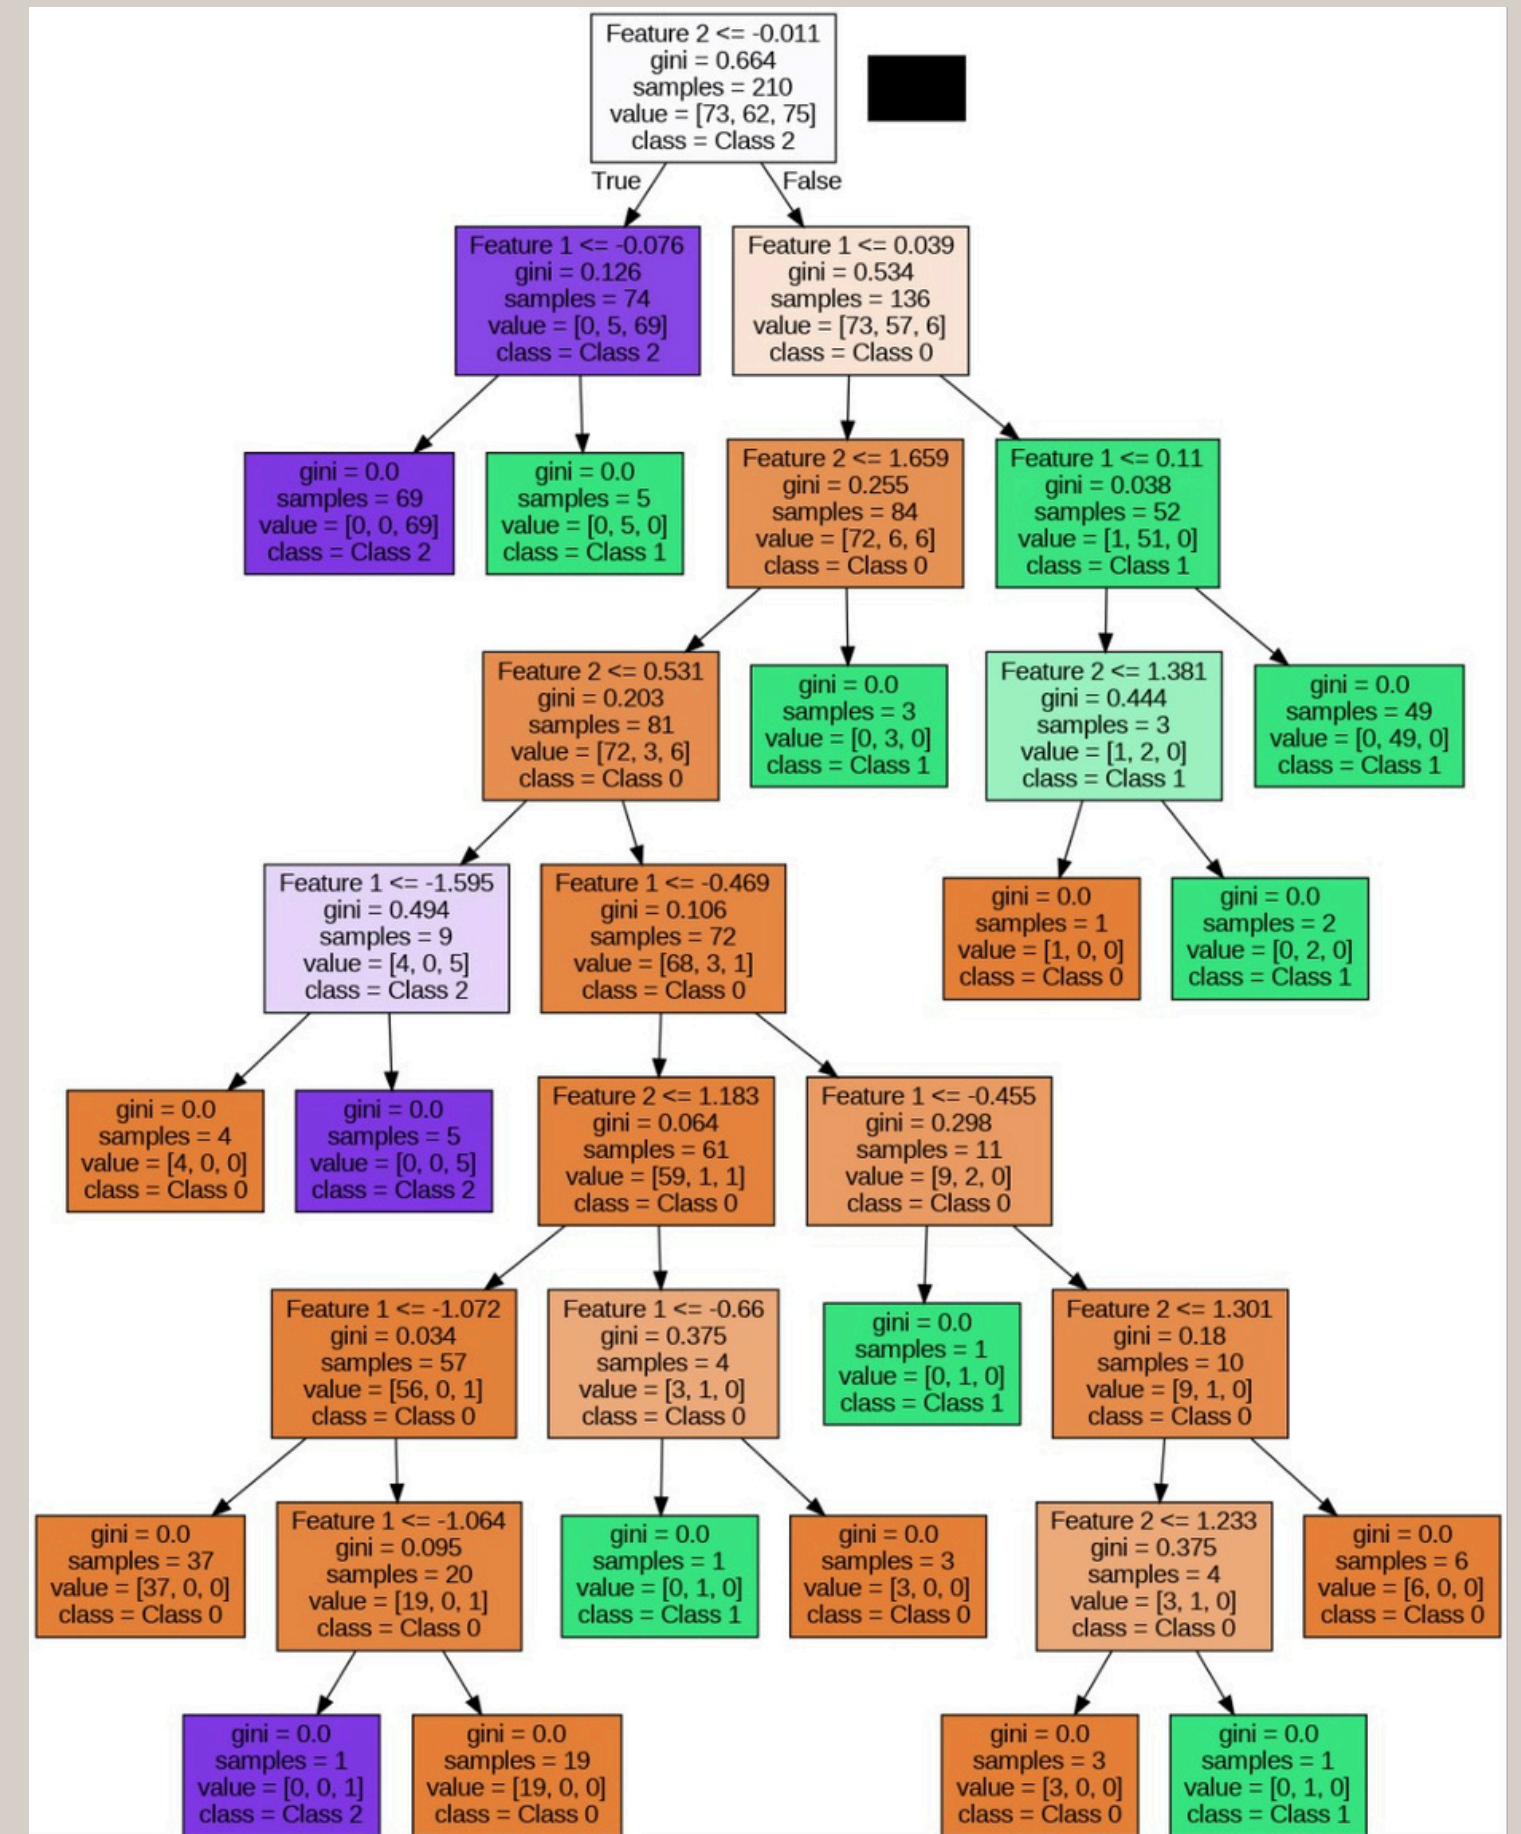 Feature 2 <= -0.011
gini = 0.664
samples = 210
value = [73, 62, 75]
class = Class 2
True
False
Feature 1 <= -0.076
gini = 0.126
samples = 74
value = [0, 5, 69]
class = Class 2
Feature 1 <= 0.039
gini = 0.534
samples = 136
value = [73, 57, 6]
class = Class 0
gini = 0.0
samples = 69
value = [0, 0, 69]
class = Class 2
gini = 0.0
samples = 5
value = [0, 5, 0]
class = Class 1
Feature 2 <= 1.659
gini = 0.255
samples = 84
value = [72, 6, 6]
class = Class 0
Feature 1 <= 0.11
gini = 0.038
samples = 52
value = [1, 51, 0]
class = Class 1
Feature 2 <= 0.531
gini = 0.203
samples = 81
value = [72, 3, 6]
class = Class 0
gini = 0.0
samples = 3
value = [0, 3, 0]
class = Class 1
Feature 2 <= 1.381
gini = 0.444
samples = 3
value = [1, 2, 0]
class = Class 1
gini = 0.0
samples = 49
value = [0, 49, 0]
class = Class 1
Feature 1 <= -1.595
gini = 0.494
samples = 9
value = [4, 0, 5]
class = Class 2
Feature 1 <= -0.469
gini = 0.106
samples = 72
value = [68, 3, 1]
class = Class 0
gini = 0.0
samples = 1
value = [1, 0, 0]
class = Class 0
gini = 0.0
samples = 2
value = [0, 2, 0]
class = Class 1
gini = 0.0
samples = 4
value = [4, 0, 0]
class = Class 0
gini = 0.0
samples = 5
value = [0, 0, 5]
class = Class 2
Feature 2 <= 1.183
gini = 0.064
samples = 61
value = [59, 1, 1]
class = Class 0
Feature 1 <= -0.455
gini = 0.298
samples = 11
value = [9, 2, 0]
class = Class 0
Feature 1 <= -1.072
gini = 0.034
samples = 57
value = [56, 0, 1]
class = Class 0
Feature 1 <= -0.66
gini = 0.375
samples = 4
value = [3, 1, 0]
class = Class 0
gini = 0.0
samples = 1
value = [0, 1, 0]
class = Class 1
Feature 2 <= 1.301
gini = 0.18
samples = 10
value = [9, 1, 0]
class = Class 0
gini = 0.0
samples = 37
value = [37, 0, 0]
class = Class 0
Feature 1 <= -1.064
gini = 0.095
samples = 20
value = [19, 0, 1]
class = Class 0
gini = 0.0
samples = 1
value = [0, 1, 0]
class = Class 1
gini = 0.0
samples = 3
value = [3, 0, 0]
class = Class 0
Feature 2 <= 1.233
gini = 0.375
samples = 4
value = [3, 1, 0]
class = Class 0
gini = 0.0
samples = 6
value = [6, 0, 0]
class = Class 0
gini = 0.0
samples = 1
value = [0, 0, 1]
class = Class 2
gini = 0.0
samples = 19
value = [19, 0, 0]
class = Class 0
gini = 0.0
samples = 3
value = [3, 0, 0]
class = Class 0
gini = 0.0
samples = 1
value = [0, 1, 0]
class = Class 1